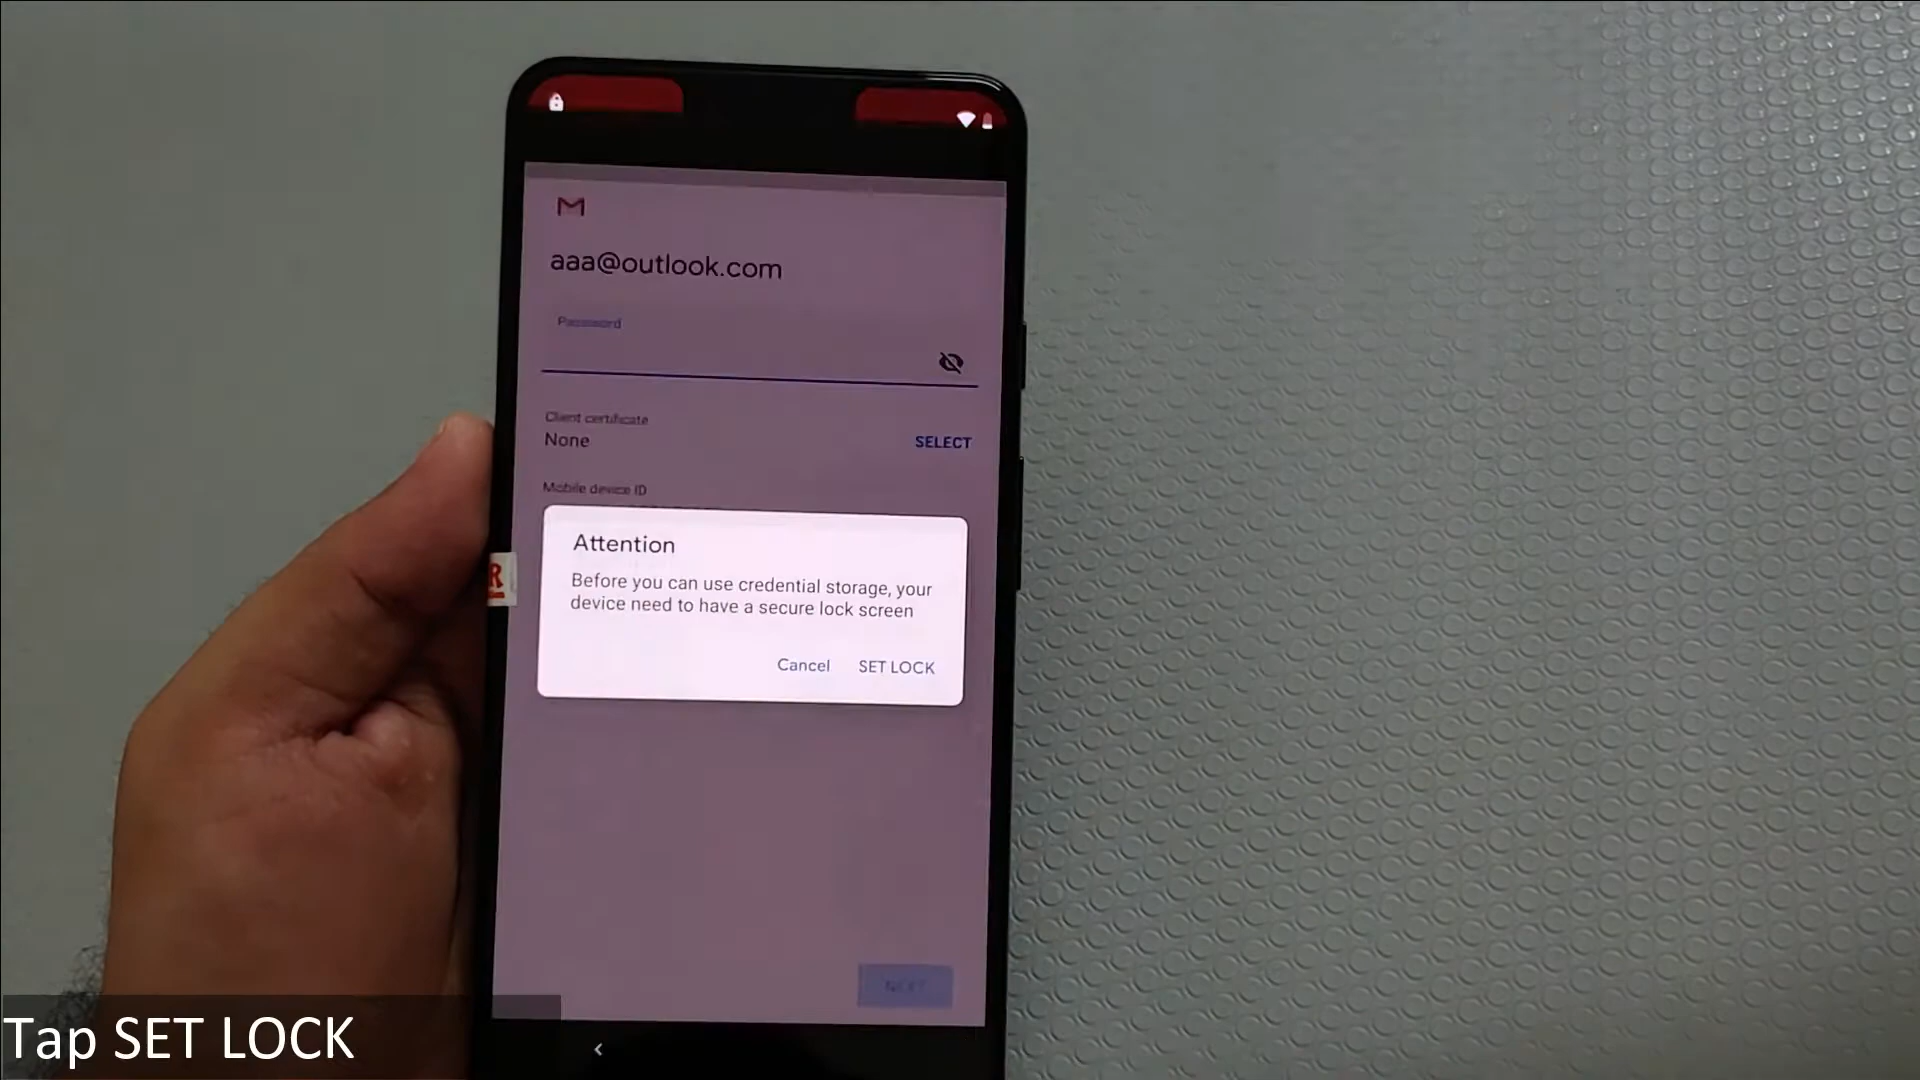 aaa@outlook.com
Password
Client certificate
None
SELECT
Mobile device ID
Attention
Before you can use credential storage, your
device need to have a secure lock screen
Cancel
SET LOCK
NEXT
R
Tap SET LOCK